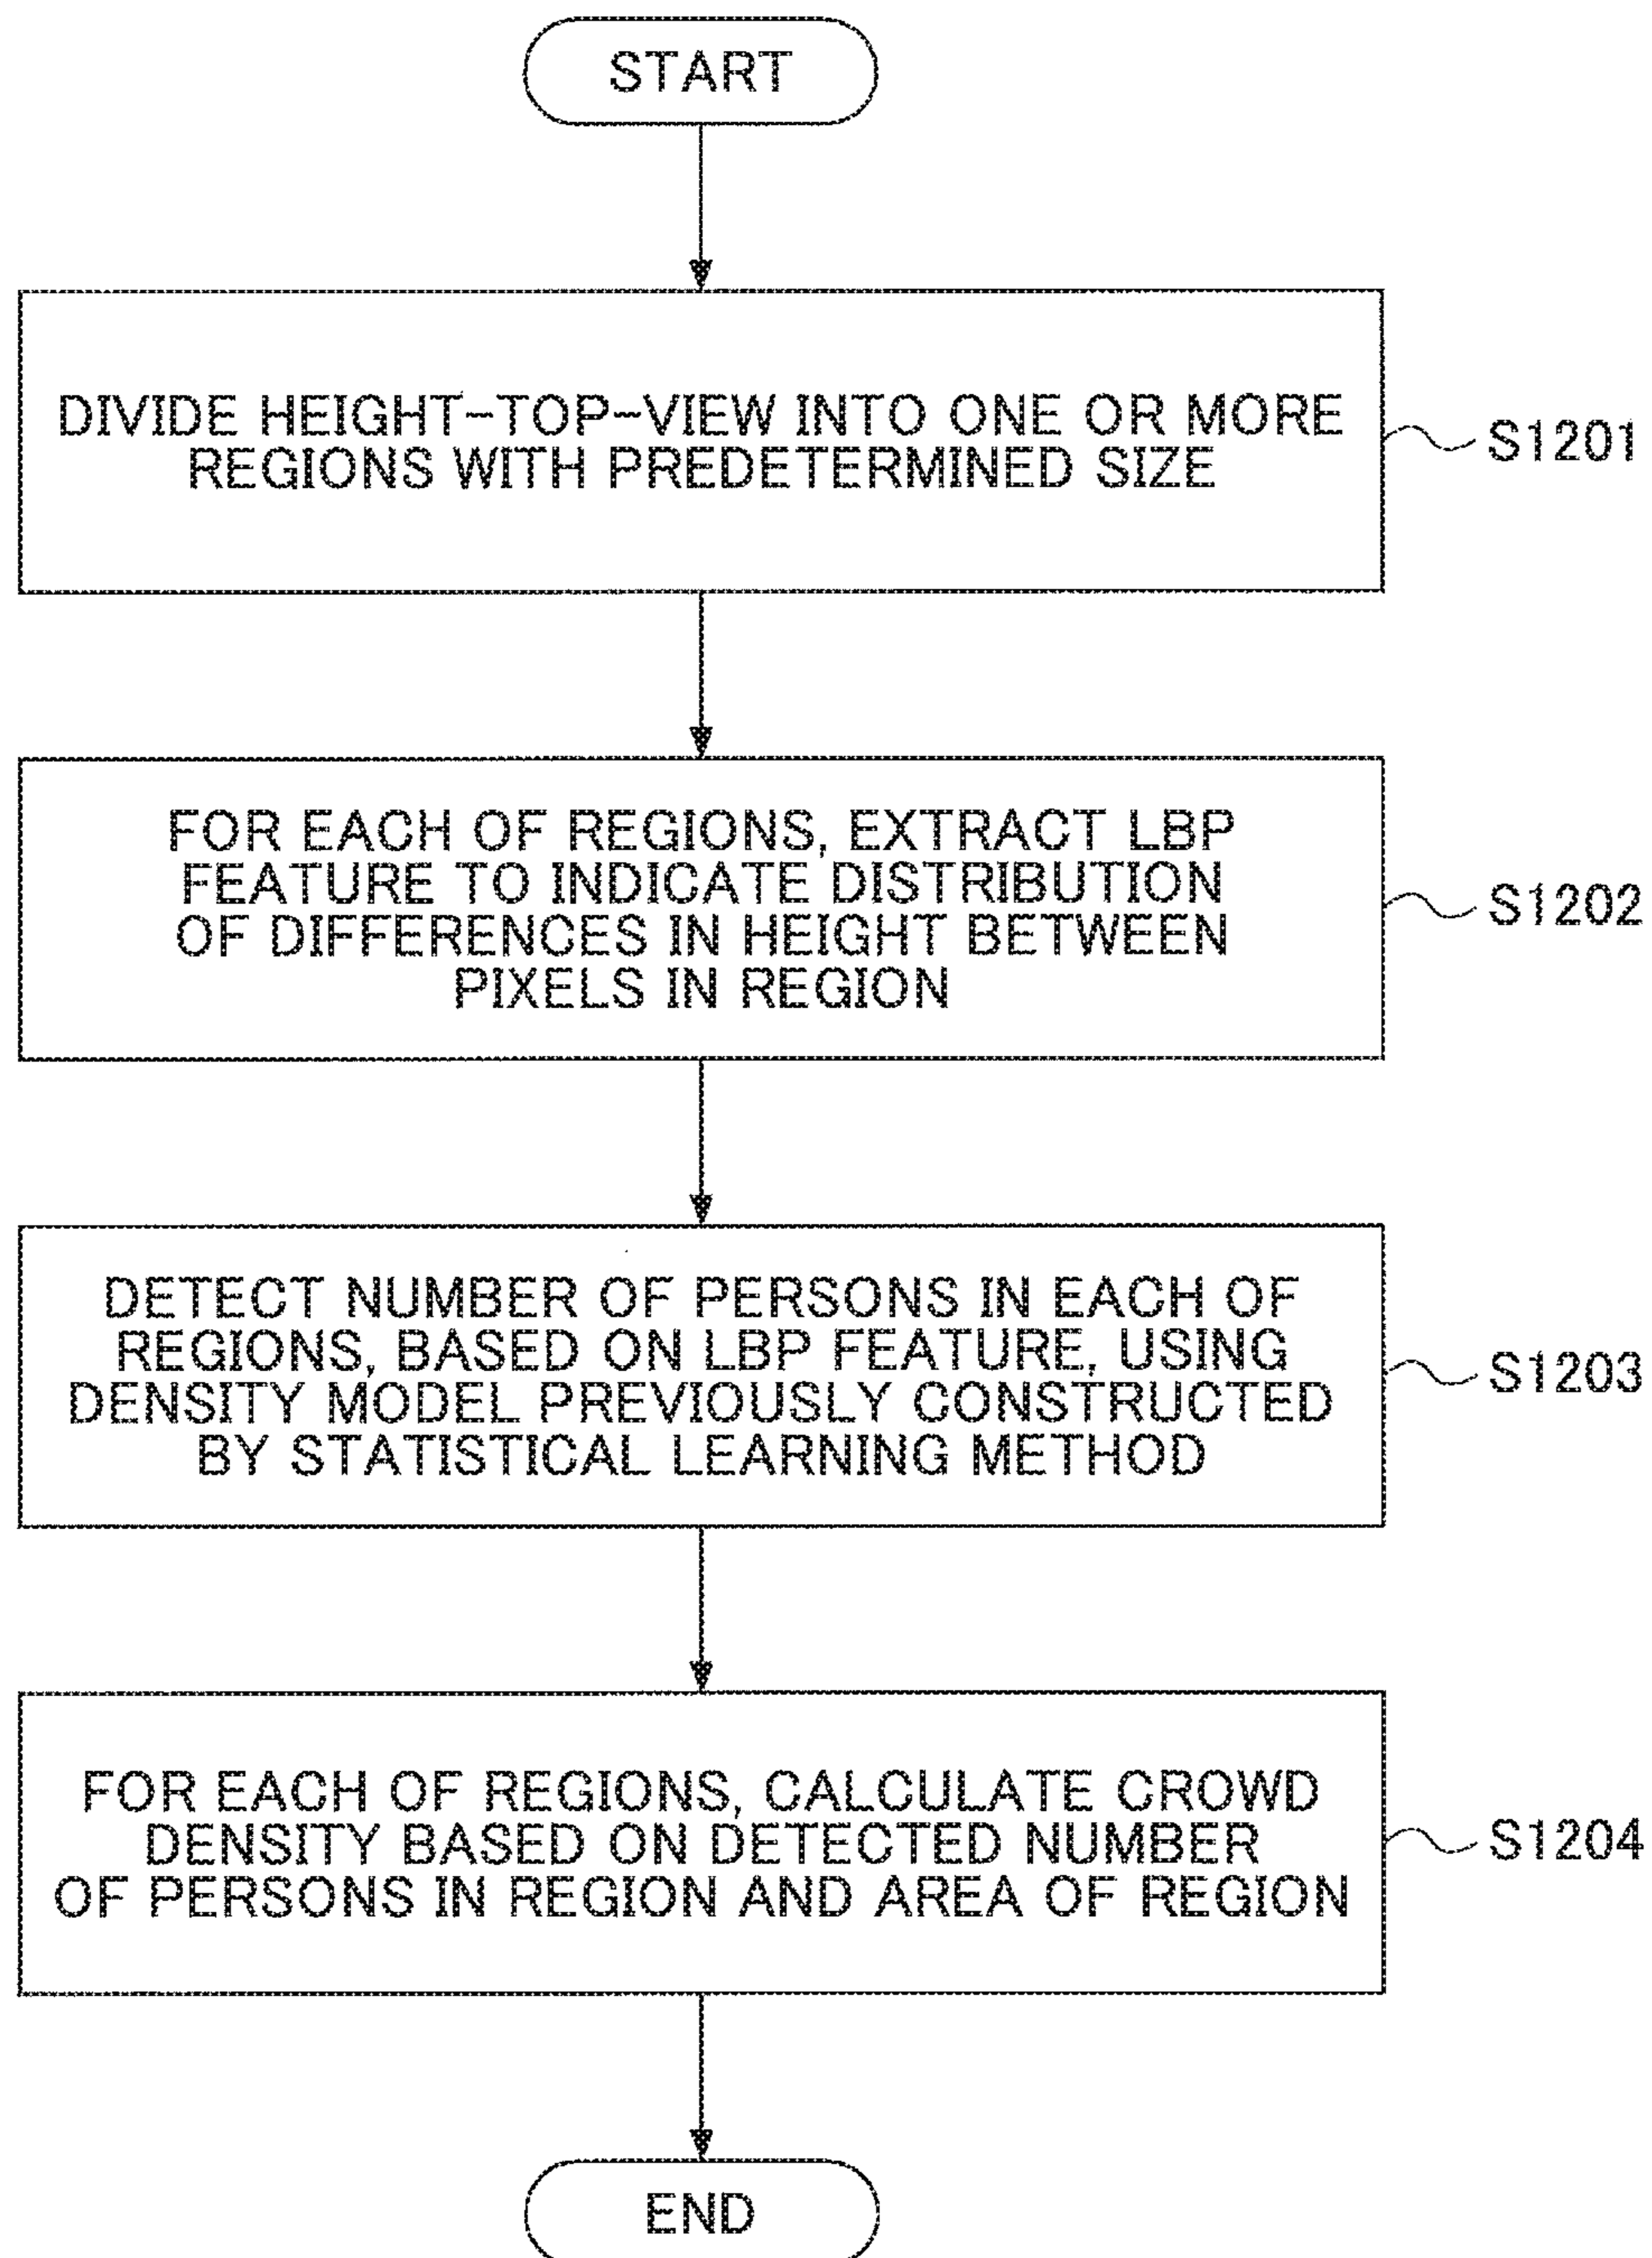 START
DIVIDE HEIGHT-TOP-VIEW INTO ONE OR MORE
REGIONS WITH PREDETERMINED SIZE
S1201
FOR EACH OF REGIONS, EXTRACT LBP
FEATURE TO INDICATE DISTRIBUTION
OF DIFFERENCES IN HEIGHT BETWEEN
PIXELS IN REGION
S1202
DETECT NUMBER OF PERSONS IN EACH OF
REGIONS, BASED ON LBP FEATURE, USING
DENSITY MODEL PREVIOUSLY CONSTRUCTED
BY STATISTICAL LEARNING METHOD
S1203
FOR EACH OF REGIONS, CALCULATE CROWD
DENSITY BASED ON DETECTED NUMBER
OF PERSONS IN REGION AND AREA OF REGION
S1204
END